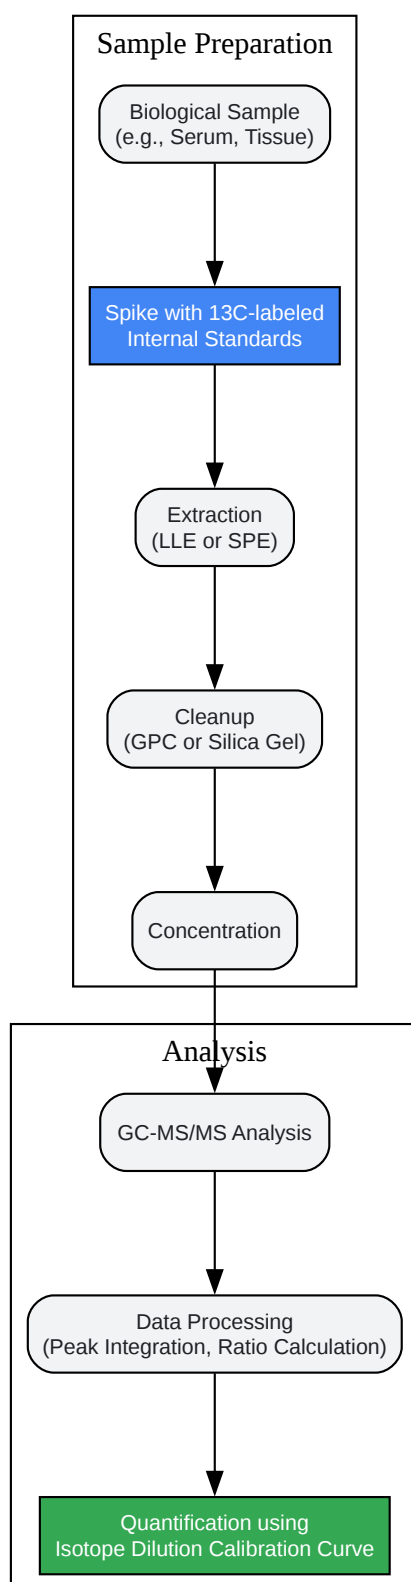 Sample Preparation
Biological Sample
(e.g., Serum, Tissue)
Spike with 13C-labeled
Internal Standards
Extraction
(LLE or SPE)
Cleanup
(GPC or Silica Gel)
Concentration
Analysis
GC-MS/MS Analysis
Data Processing
(Peak Integration, Ratio Calculation)
Quantification using
Isotope Dilution Calibration Curve